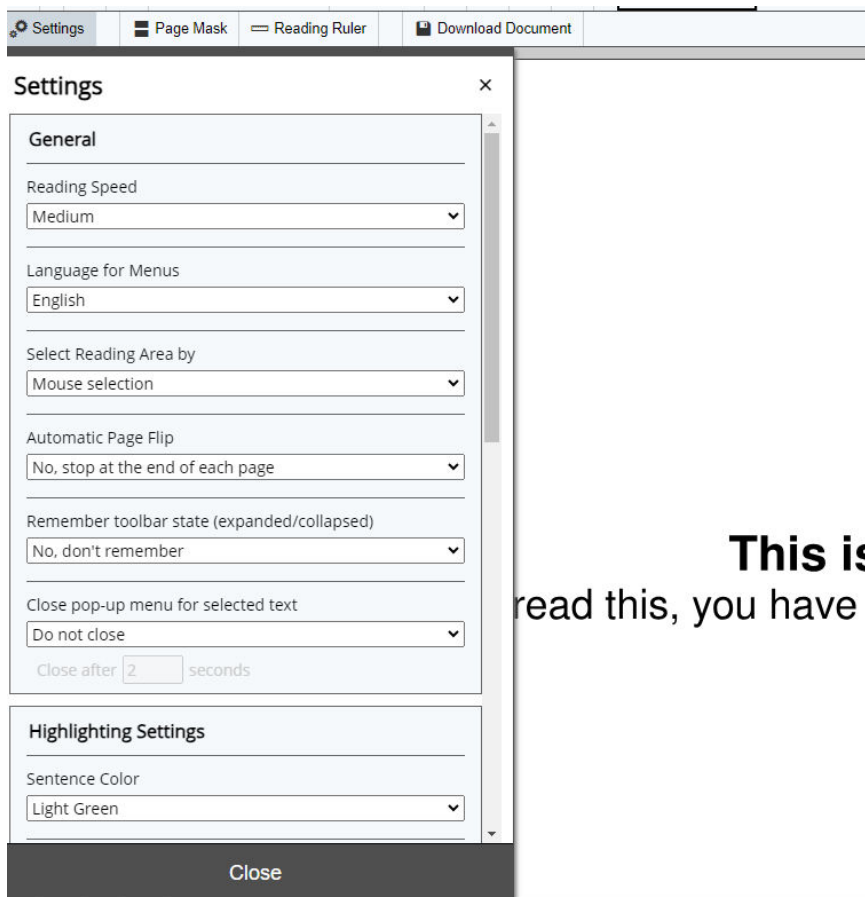 Settings Page Mask Reading Ruler Download Document
Settings ×
General
Reading Speed
Medium
Language for Menus
English
Select Reading Area by
Mouse selection
Automatic Page Flip
No, stop at the end of each page
Remember toolbar state (expanded/collapsed)
No, don't remember
Close pop-up menu for selected text
Do not close
Close after 2 seconds
Highlighting Settings
Sentence Color
Light Green
Close
This is
read this, you have